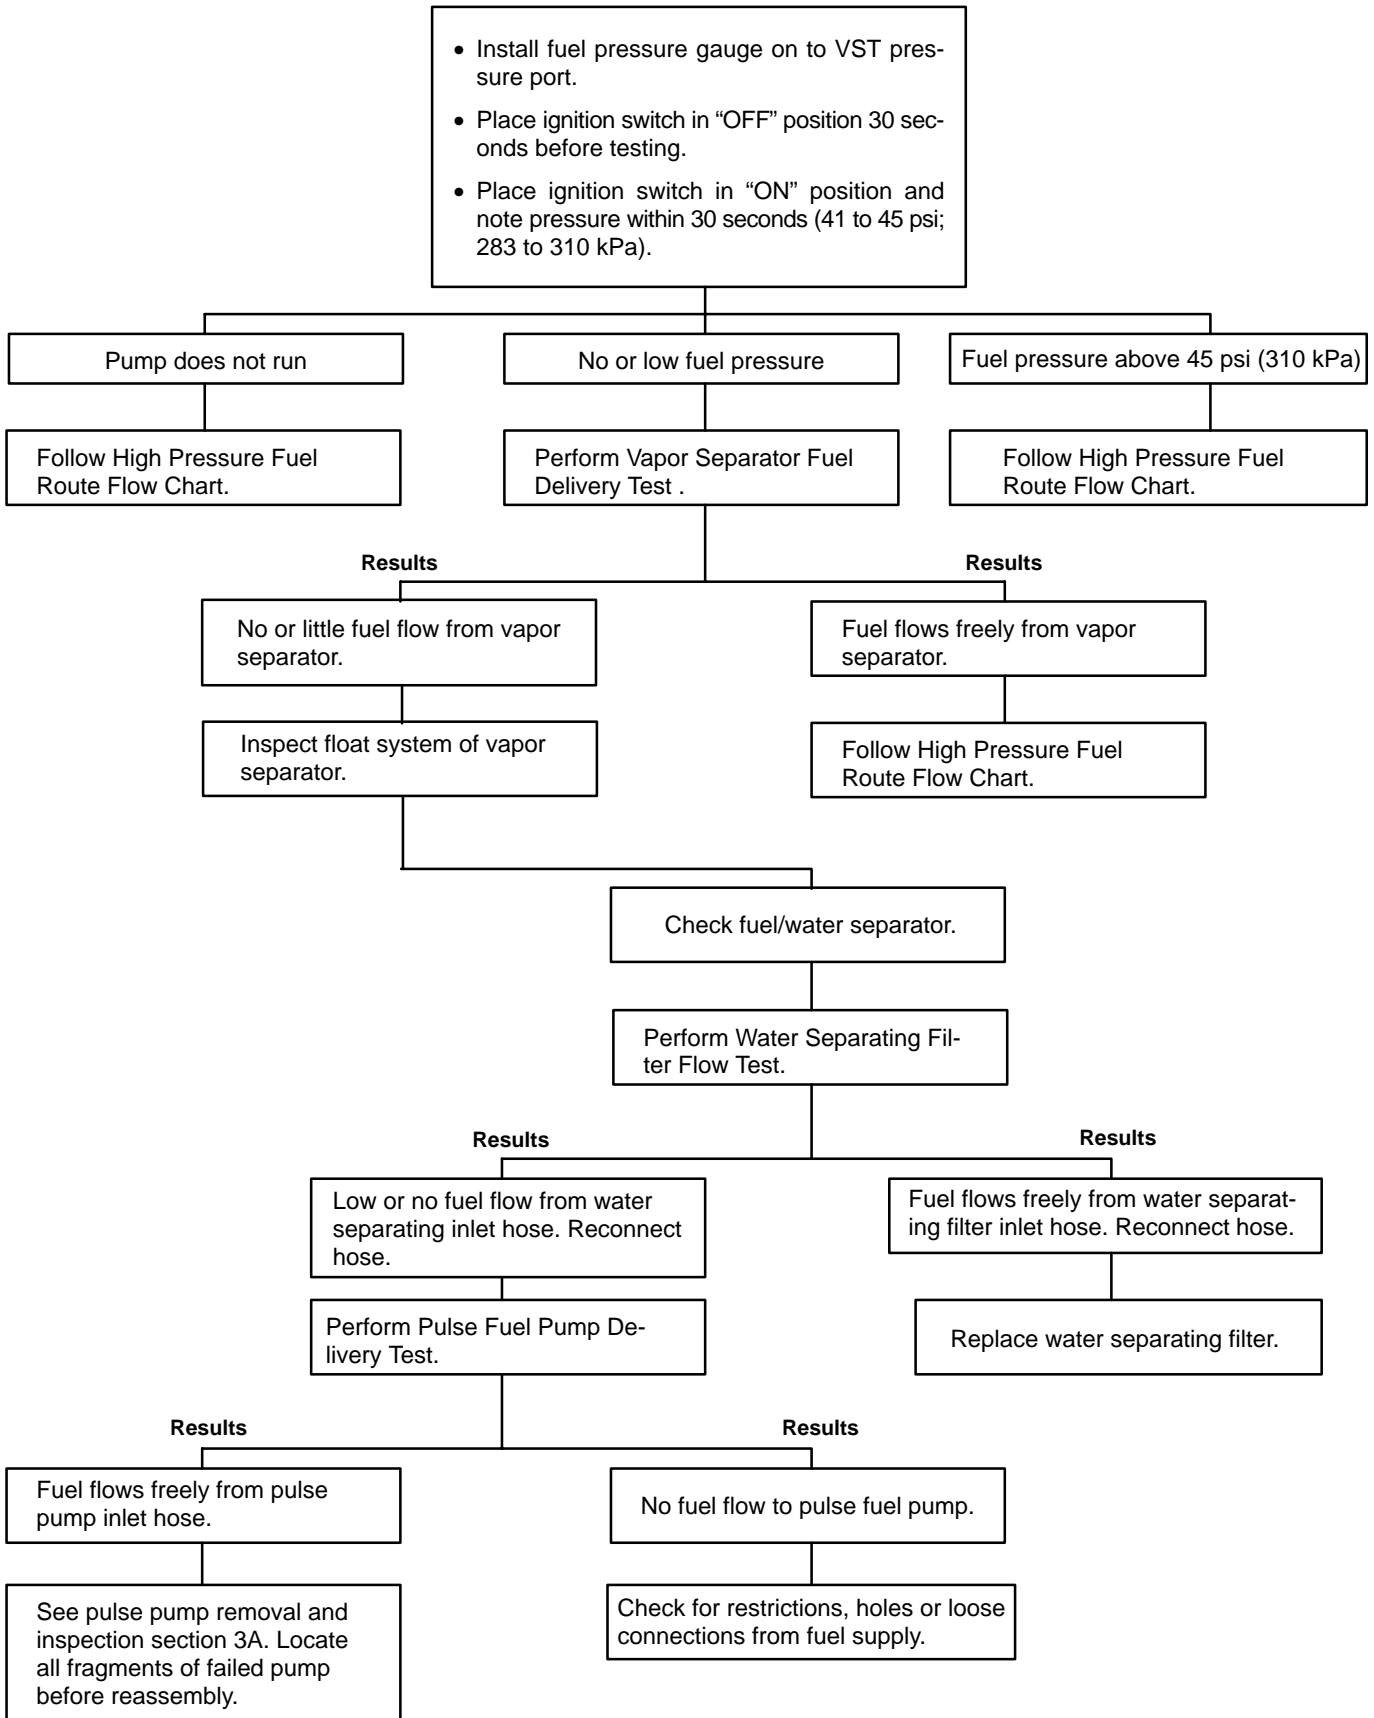 • Install fuel pressure gauge on to VST pres-
sure port.
• Place ignition switch in “OFF” position 30 sec-
onds before testing.
• Place ignition switch in “ON” position and
note pressure within 30 seconds (41 to 45 psi;
283 to 310 kPa).
Pump does not run
No or low fuel pressure
Fuel pressure above 45 psi (310 kPa)
Follow High Pressure Fuel
Route Flow Chart.
Perform Vapor Separator Fuel
Delivery Test .
Follow High Pressure Fuel
Route Flow Chart.
Results
Results
No or little fuel flow from vapor
separator.
Fuel flows freely from vapor
separator.
Inspect float system of vapor
separator.
Follow High Pressure Fuel
Route Flow Chart.
Check fuel/water separator.
Perform Water Separating Fil-
ter Flow Test.
Results
Results
Low or no fuel flow from water
separating inlet hose. Reconnect
hose.
Fuel flows freely from water separat-
ing filter inlet hose. Reconnect hose.
Perform Pulse Fuel Pump De-
livery Test.
Replace water separating filter.
Results
Results
Fuel flows freely from pulse
pump inlet hose.
No fuel flow to pulse fuel pump.
See pulse pump removal and
inspection section 3A. Locate
all fragments of failed pump
before reassembly.
Check for restrictions, holes or loose
connections from fuel supply.